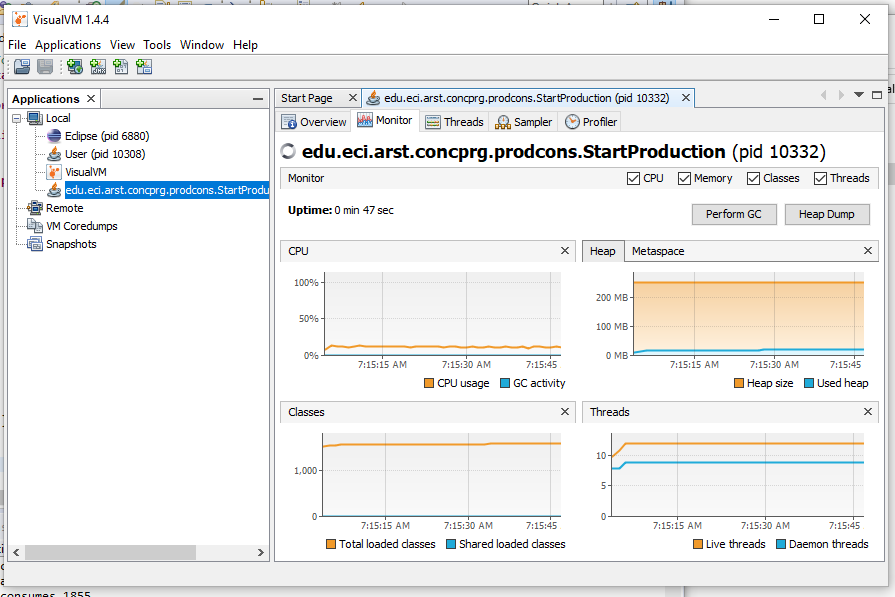 VisualVM 1.4.4
File Applications View Tools Window Help
Applications
Local
Eclipse (pid 6880)
User (pid 10308)
VisualVM
edu.eci.arst.concprg.prodcons.StartProdu
Remote
VM Coredumps
Snapshots
Start Page edu.eci.arst.concprg.prodcons.StartProduction (pid 10332)
Overview Monitor Threads Sampler Profiler
edu.eci.arst.concprg.prodcons.StartProduction (pid 10332)
Monitor CPU Memory Classes Threads
Uptime: 0 min 47 sec Perform GC Heap Dump
CPU
100%
50%
0%
7:15:15 AM 7:15:30 AM 7:15:45
CPU usage GC activity
Heap Metaspace
200 MB
100 MB
0 MB
7:15:15 AM 7:15:30 AM 7:15:45
Heap size Used heap
Classes
1,000
0
7:15:15 AM 7:15:30 AM 7:15:45
Total loaded classes Shared loaded classes
Threads
10
5
0
7:15:15 AM 7:15:30 AM 7:15:45
Live threads Daemon threads
consumes 1855